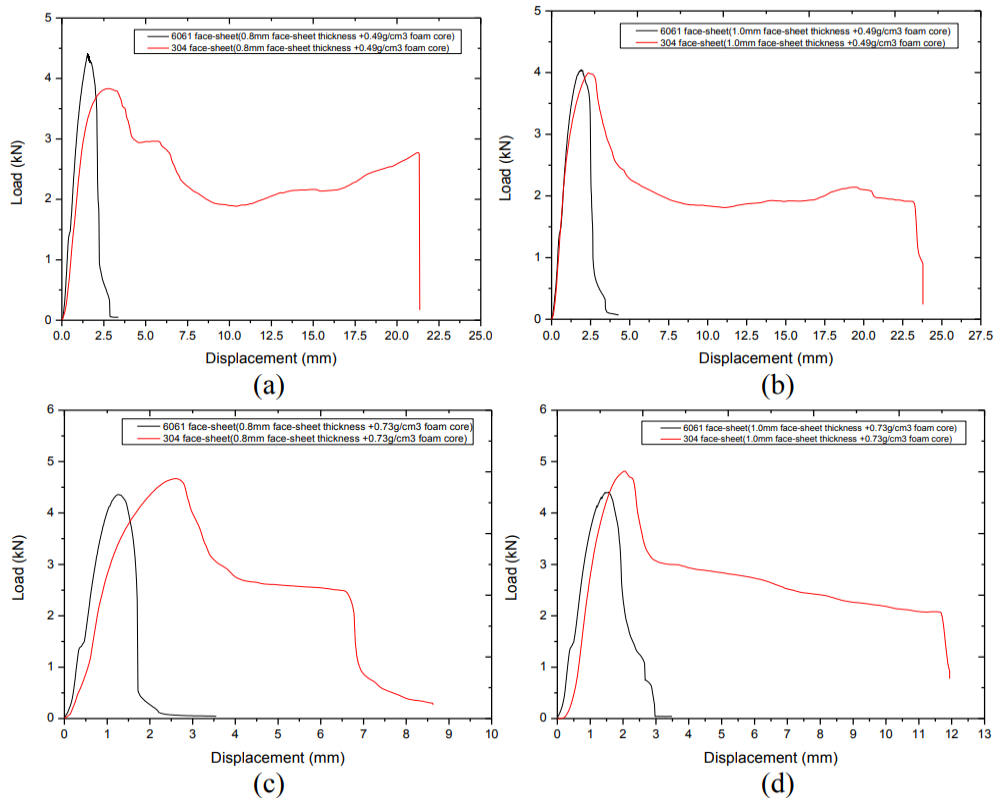 6061 face-sheet(0.8mm face-sheet thickness +0.49g/cm3 foam core)
304 face-sheet(0.8mm face-sheet thickness +0.49g/cm3 foam core)
5
4
3
2
1
0
Load (kN)
0.0 2.5 5.0 7.5 10.0 12.5 15.0 17.5 20.0 22.5 25.0
Displacement (mm)
(a)
6061 face-sheet(1.0mm face-sheet thickness +0.49g/cm3 foam core)
304 face-sheet(1.0mm face-sheet thickness +0.49g/cm3 foam core)
5
4
3
2
1
0
Load (kN)
0.0 2.5 5.0 7.5 10.0 12.5 15.0 17.5 20.0 22.5 25.0 27.5
Displacement (mm)
(b)
6061 face-sheet(0.8mm face-sheet thickness +0.73g/cm3 foam core)
304 face-sheet(0.8mm face-sheet thickness +0.73g/cm3 foam core)
6
5
4
3
2
1
0
Load (kN)
0 1 2 3 4 5 6 7 8 9 10
Displacement (mm)
(c)
6061 face-sheet(1.0mm face-sheet thickness +0.73g/cm3 foam core)
304 face-sheet(1.0mm face-sheet thickness +0.73g/cm3 foam core)
6
5
4
3
2
1
0
Load (kN)
0 1 2 3 4 5 6 7 8 9 10 11 12 13
Displacement (mm)
(d)